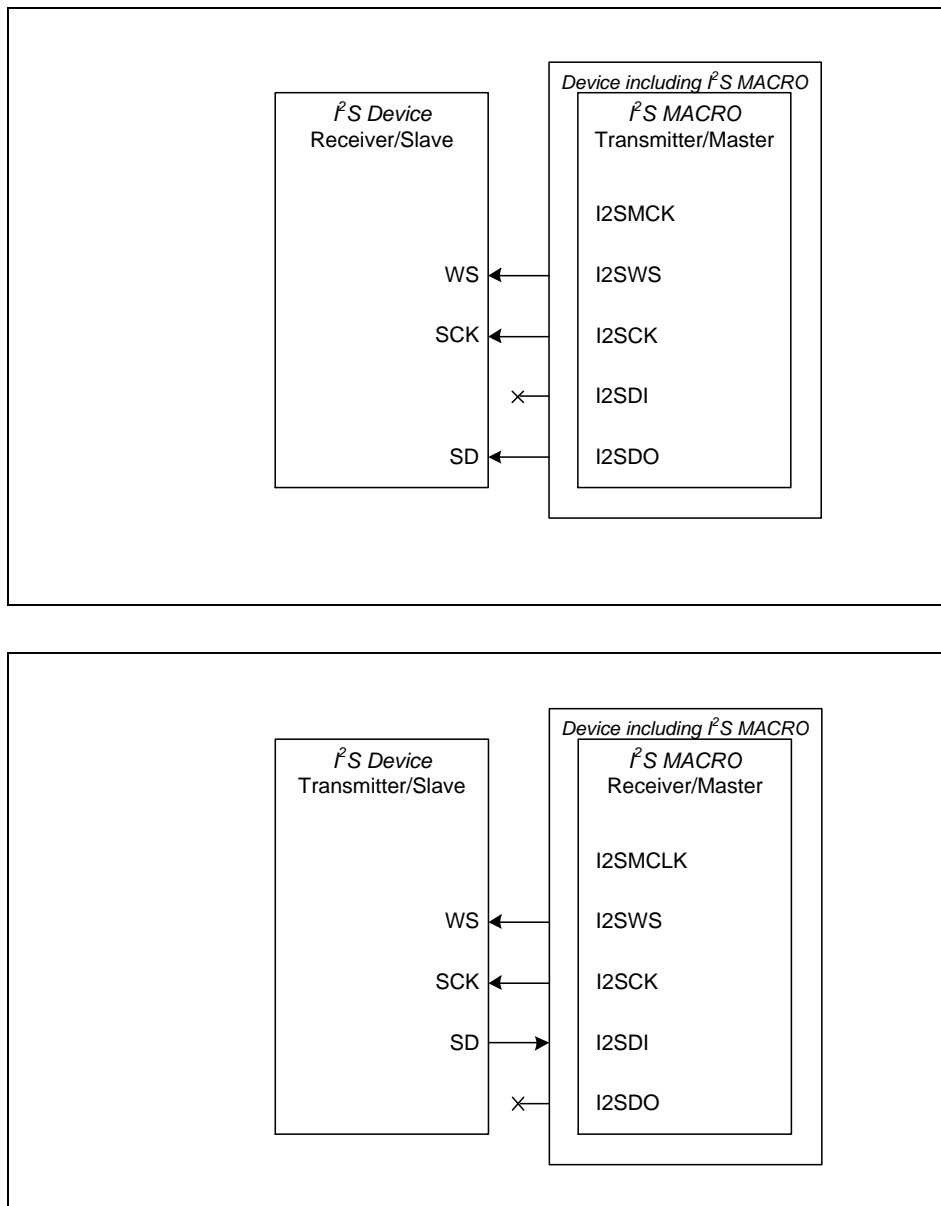 Device including I²S MACRO
I²S Device
Receiver/Slave
I²S MACRO
Transmitter/Master
I2SMCK
WS
I2SWS
SCK
I2SCK
I2SDI
SD
I2SDO
Device including I²S MACRO
I²S Device
Transmitter/Slave
I²S MACRO
Receiver/Master
I2SMCLK
WS
I2SWS
SCK
I2SCK
SD
I2SDI
I2SDO